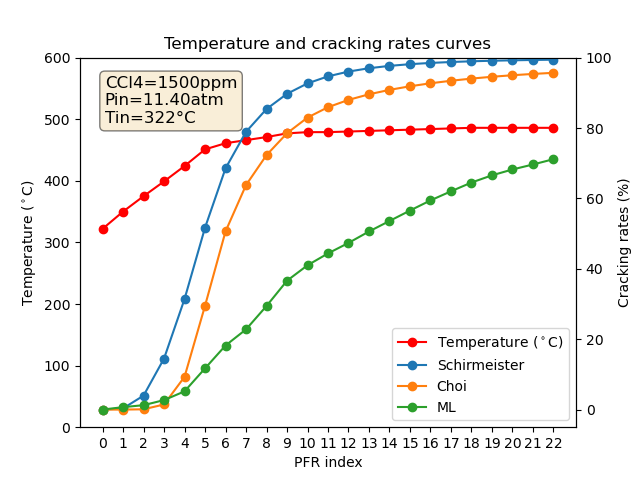 Temperature and cracking rates curves
CCl4=1500ppm
Pin=11.40atm
Tin=322°C
Temperature (°C)
600
500
400
300
200
100
0
100
80
60
40
20
0
Cracking rates (%)
Temperature (°C)
Schirmeister
Choi
ML
0 1 2 3 4 5 6 7 8 9 10 11 12 13 14 15 16 17 18 19 20 21 22
PFR index